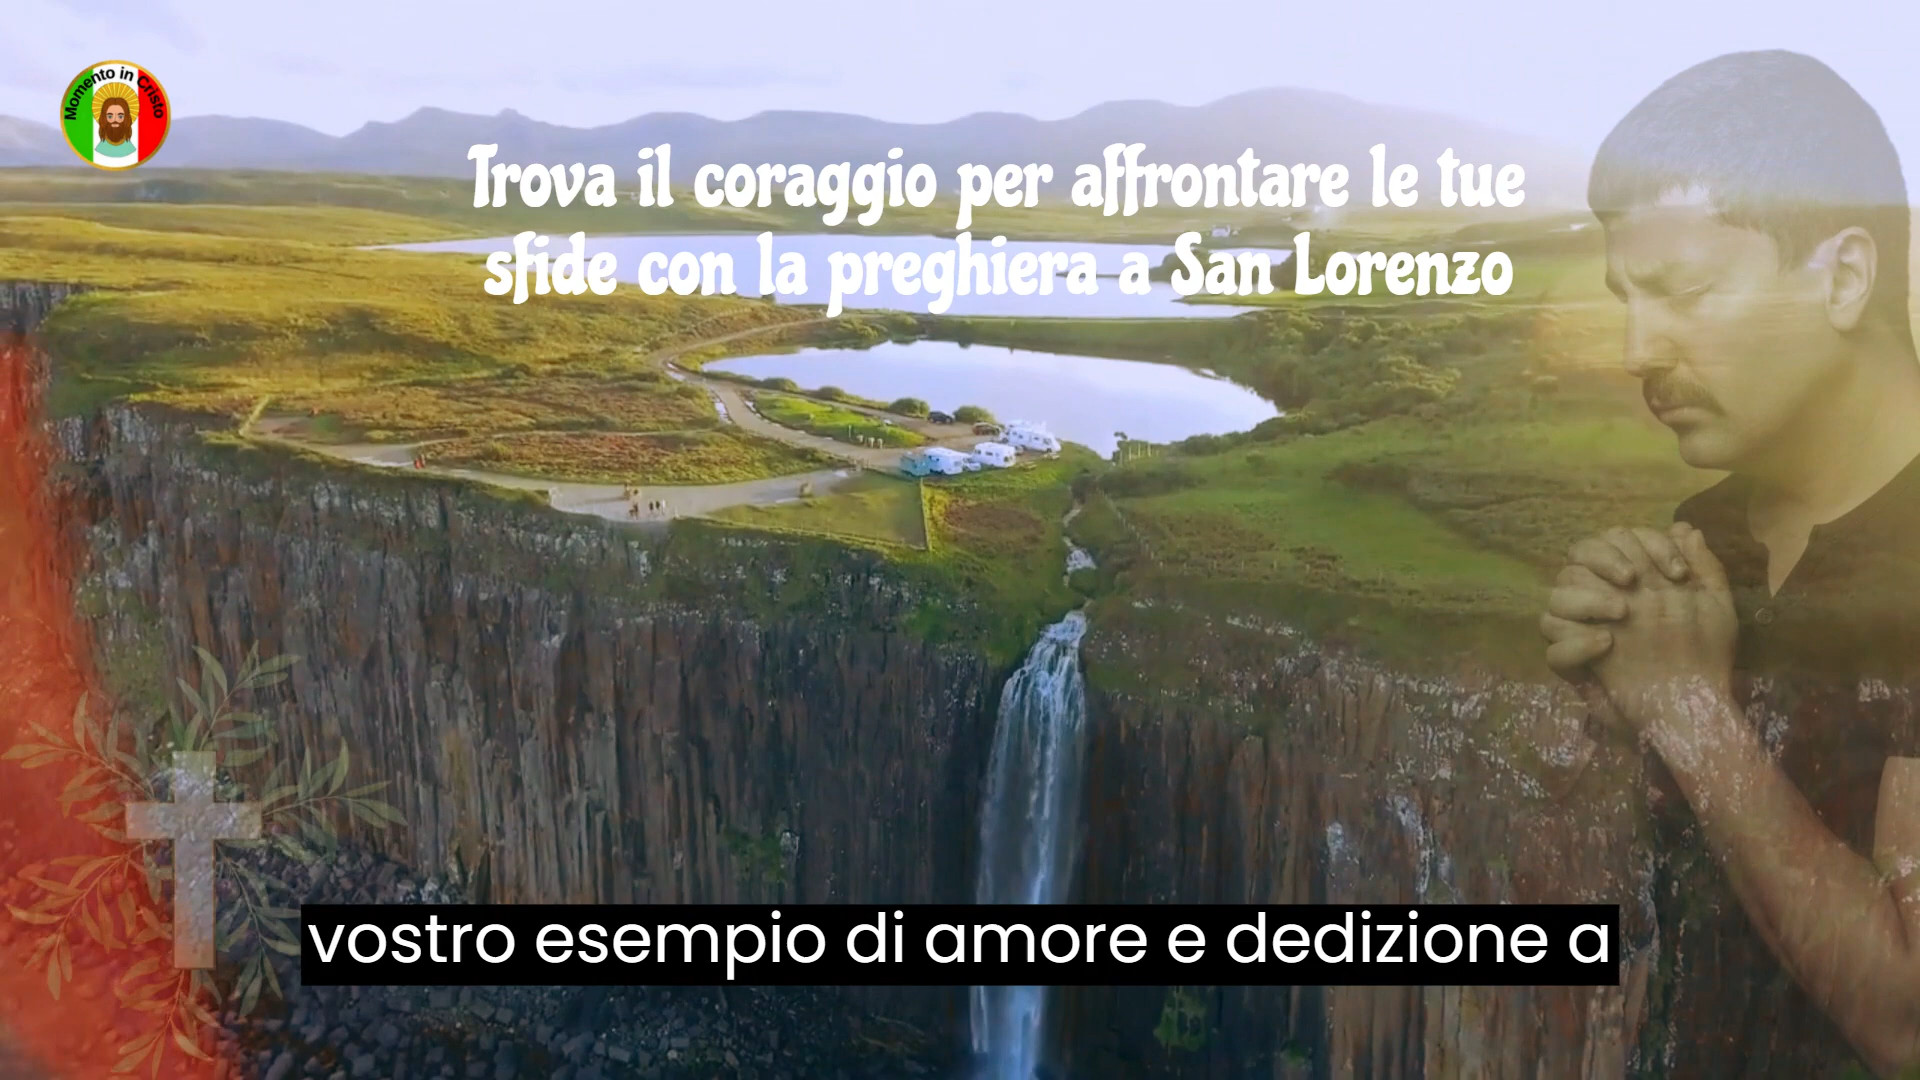 Momento in Cristo
Trova il coraggio per affrontare le tue
sfide con la preghiera a San Lorenzo
vostro esempio di amore e dedizione a